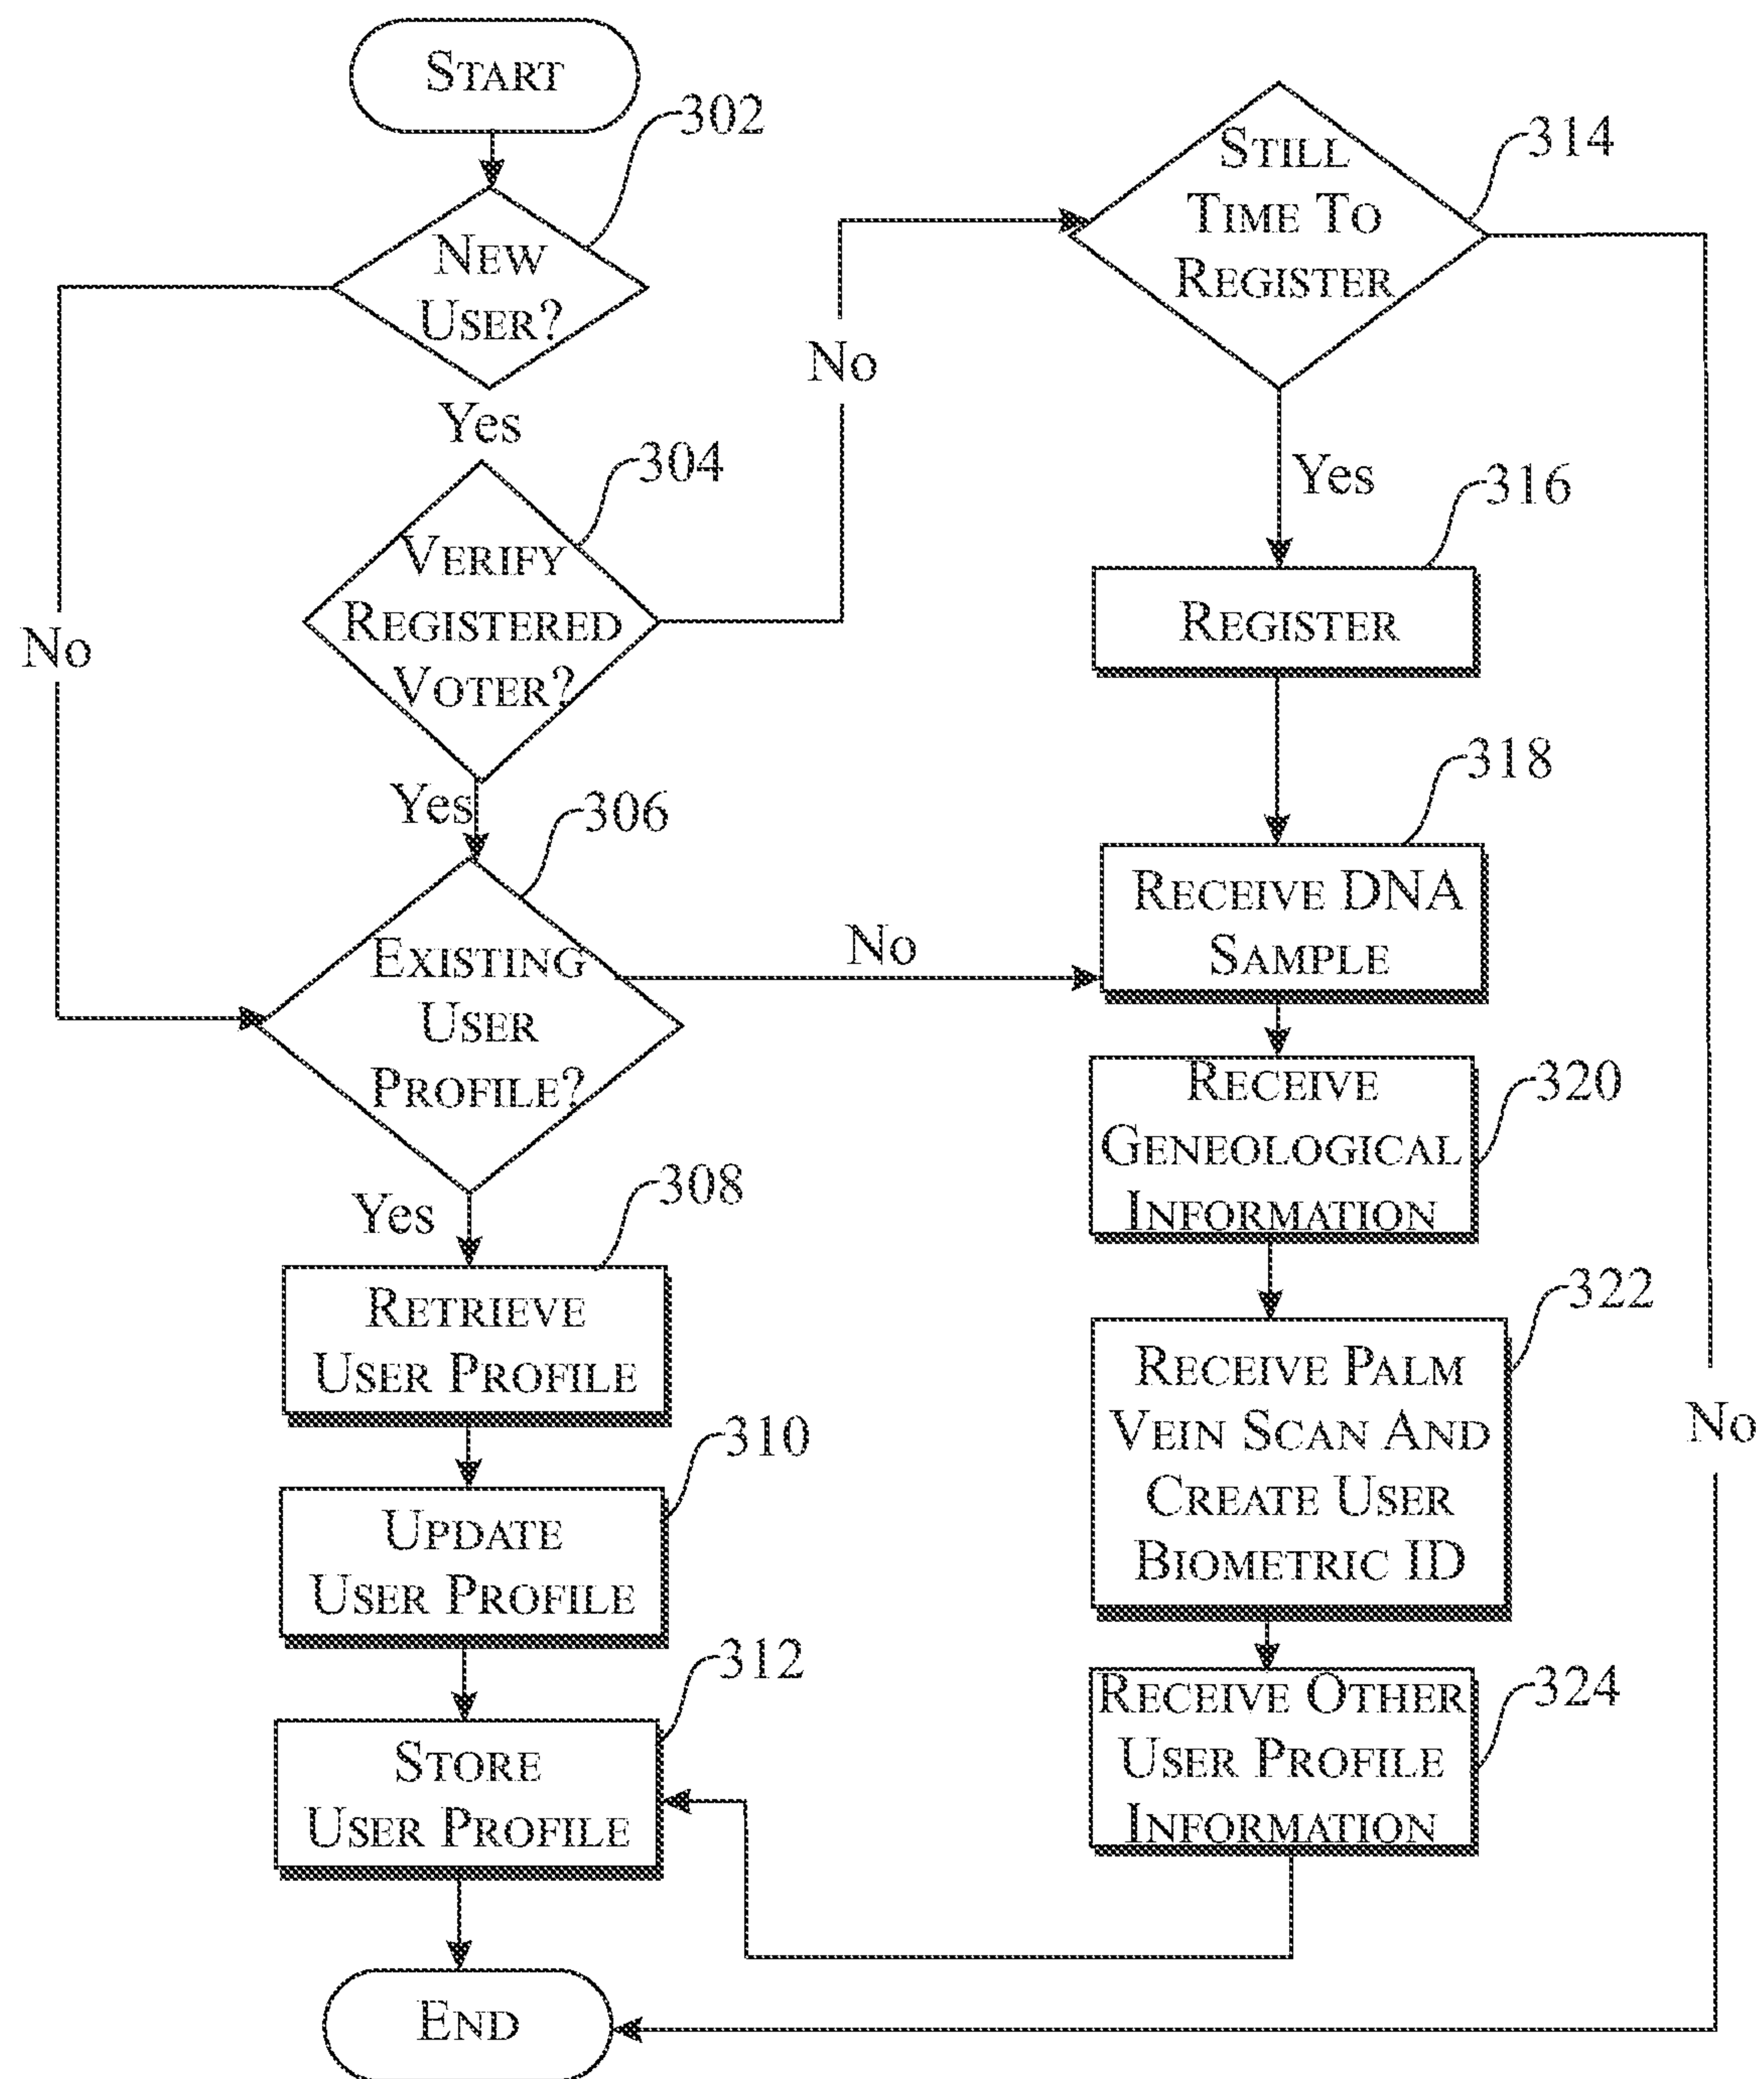 START
302
NEW
USER?
Yes
No
304
VERIFY
REGISTERED
VOTER?
No
Yes
306
EXISTING
USER
PROFILE?
No
Yes
308
RETRIEVE
USER PROFILE
310
UPDATE
USER PROFILE
312
STORE
USER PROFILE
END
314
STILL
TIME TO
REGISTER
Yes
No
316
REGISTER
318
RECEIVE DNA
SAMPLE
320
RECEIVE
GENEOLOGICAL
INFORMATION
322
RECEIVE PALM
VEIN SCAN AND
CREATE USER
BIOMETRIC ID
324
RECEIVE OTHER
USER PROFILE
INFORMATION